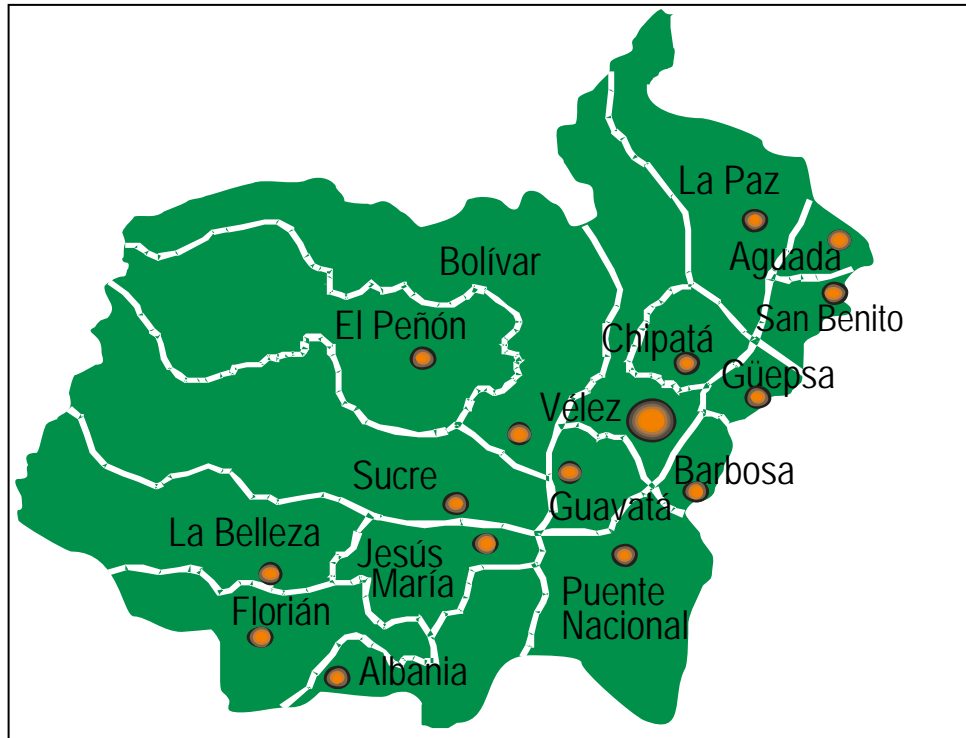 La Paz
Bolívar
Aguada
El Peñón
San Benito
Chipatá
Güepsa
Vélez
Sucre
Barbosa
Guavatá
La Belleza
Jesús
María
Puente
Nacional
Florián
Albania